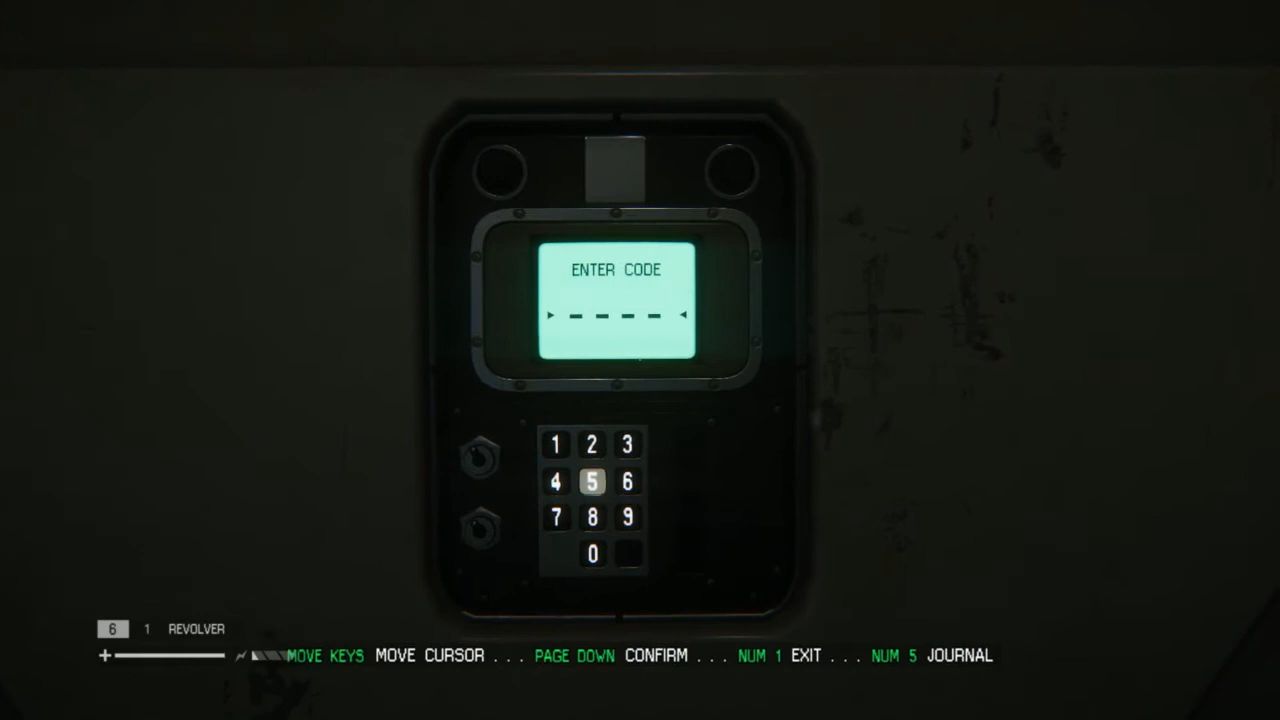 ENTER CODE
► – – – – ◄
1 2 3
4 5 6
7 8 9
0
6 1 REVOLVER
MOVE KEYS MOVE CURSOR . . . PAGE DOWN CONFIRM . . . NUM 1 EXIT . . . NUM 5 JOURNAL